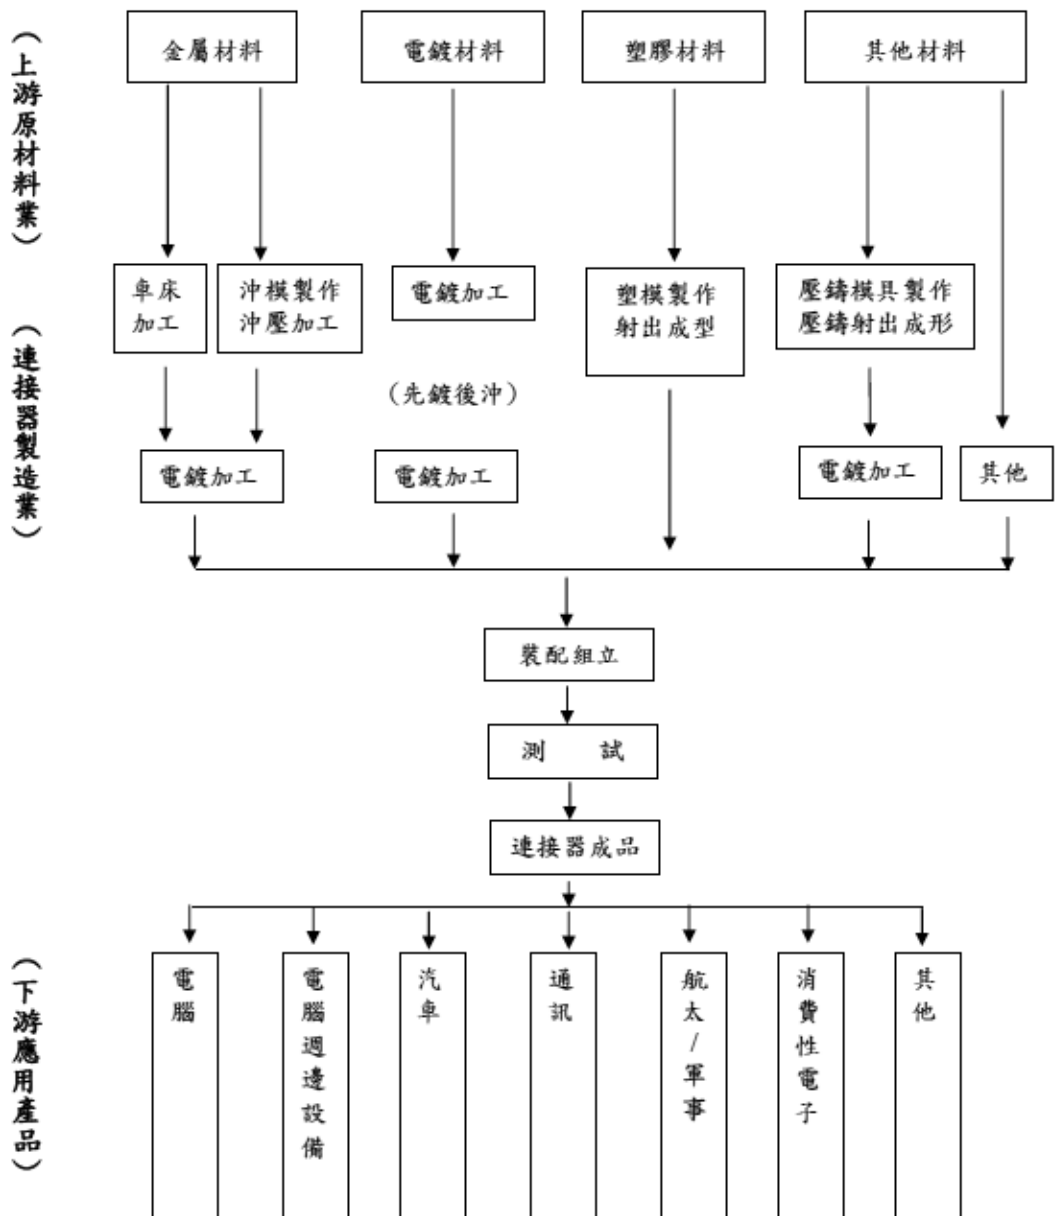 （上游原材料業）
金屬材料
電鍍材料
塑膠材料
其他材料
（連接器製造業）
車床
加工
沖模製作
沖壓加工
電鍍加工
塑模製作
射出成型
壓鑄模具製作
壓鑄射出成形
（先鍍後沖）
電鍍加工
電鍍加工
電鍍加工
其他
裝配組立
測 試
連接器成品
（下游應用產品）
電腦
電腦週邊設備
汽車
通訊
航太/軍事
消費性電子
其他